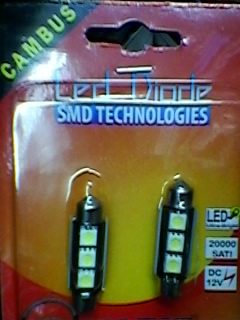 CAMBUS
Led Diode
SMD TECHNOLOGIES
LED
20000
SATI
DC
12V